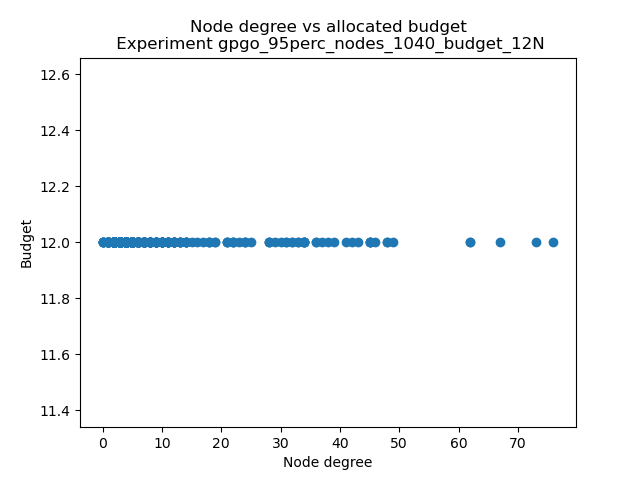 Node degree vs allocated budget
Experiment gpgo_95perc_nodes_1040_budget_12N
12.6
12.4
12.2
12.0
11.8
11.6
11.4
Budget
0 10 20 30 40 50 60 70
Node degree